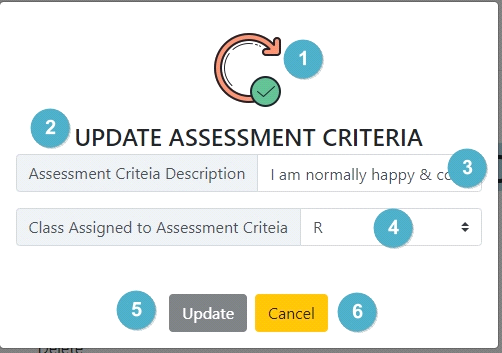 1
2
UPDATE ASSESSMENT CRITERIA
Assessment Criteia Description I am normally happy & 3
Class Assigned to Assessment Criteia R 4
5 Update Cancel 6
Delete